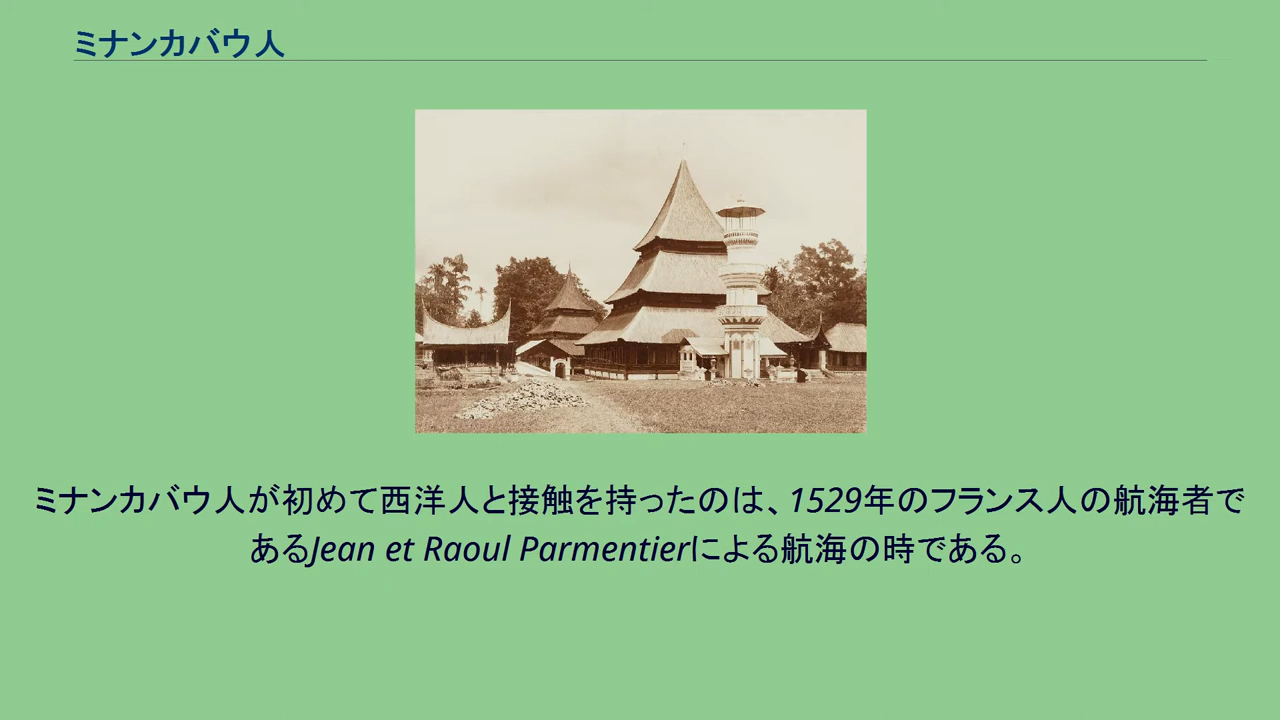 ミナンカバウ人
ミナンカバウ人が初めて西洋人と接触を持ったのは、1529年のフランス人の航海者で
あるJean et Raoul Parmentierによる航海の時である。